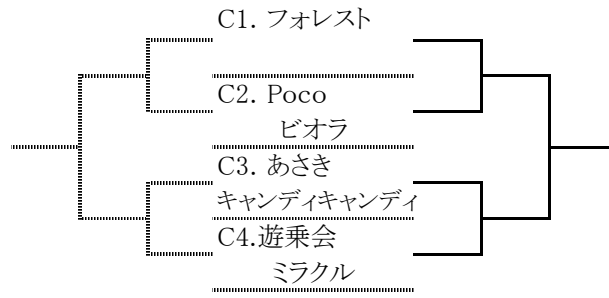 C1. フォレスト
C2. Poco
ビオラ
C3. あさき
キャンディキャンディ
C4.遊乗会
ミラクル